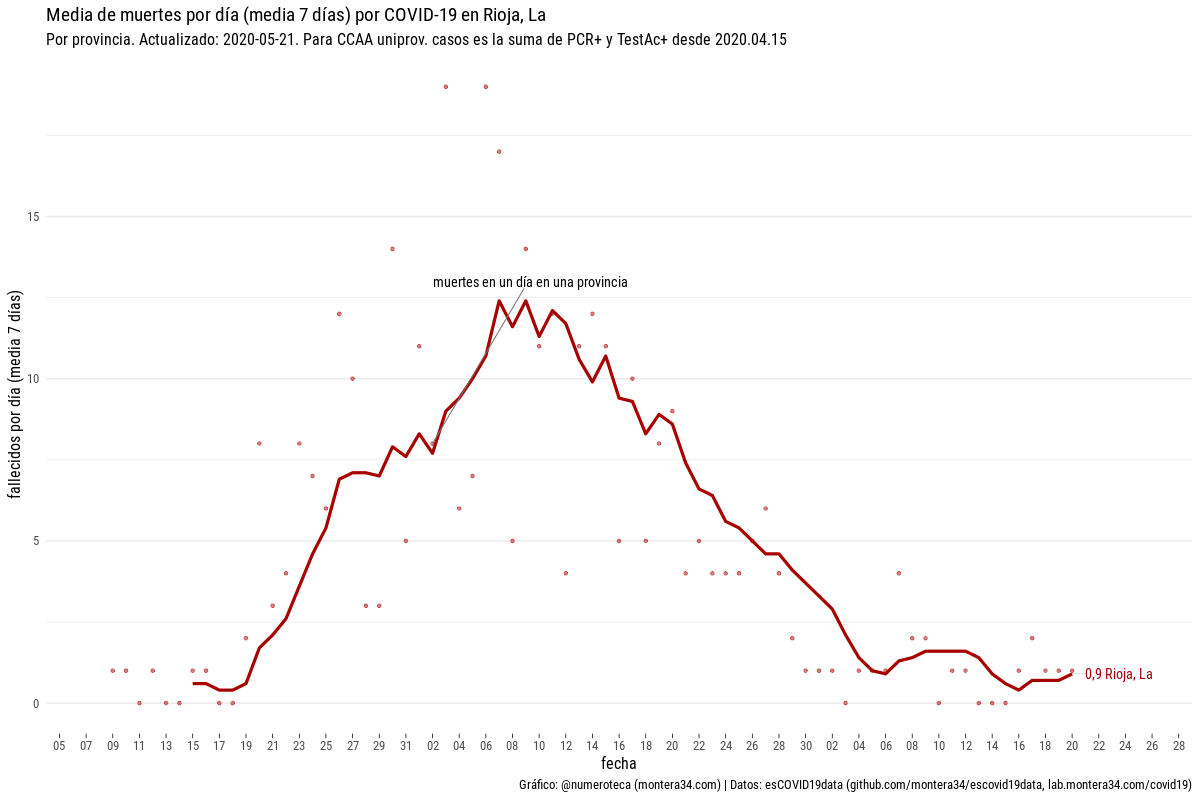 Media de muertes por día (media 7 días) por COVID-19 en Rioja, La
Por provincia. Actualizado: 2020-05-21. Para CCAA uniprov. casos es la suma de PCR+ y TestAc+ desde 2020.04.15
muertes en un día en una provincia
fallecidos por día (media 7 días)
15
10
5
0
0,9 Rioja, La
05 07 09 11 13 15 17 19 21 23 25 27 29 31 02 04 06 08 10 12 14 16 18 20 22 24 26 28 30 02 04 06 08 10 12 14 16 18 20 22 24 26 28
fecha
Gráfico: @numeroteca (montera34.com) | Datos: esCOVID19data (github.com/montera34/escovid19data, lab.montera34.com/covid19)